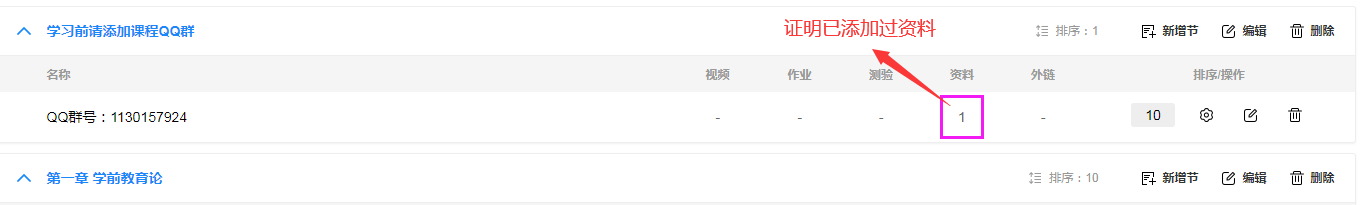 证明已添加过资料
学习前请添加课程QQ群 排序：1 新增节 编辑 删除
名称 视频 作业 测验 资料 外链 排序/操作
QQ群号：1130157924 - - - 1 - 10
第一章 学前教育论 排序：10 新增节 编辑 删除